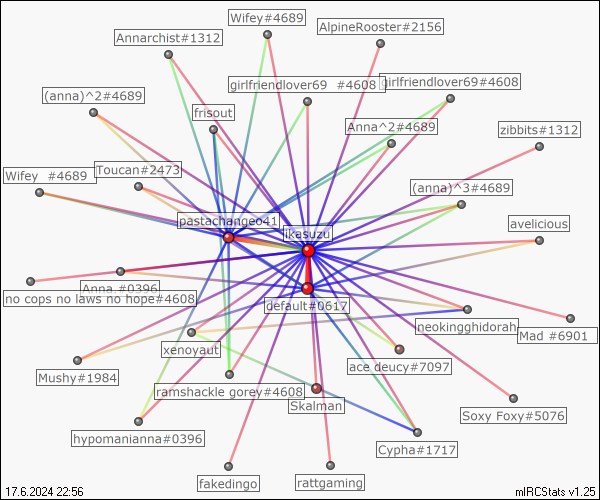 Wifey#4689
AlpineRooster#2156
Annarchist#1312
girlfriendlover69 #4608
girlfriendlover69#4608
(anna)^2#4689
frisout
Anna^2#4689
zibbits#1312
Wifey #4689
Toucan#2473
(anna)^3#4689
pastachangeo41
ikasuzu
avelicious
Anna.#0396
no cops no laws no hope#4608
default#0617
neokingghidorah
Mad #6901
xenoyaut
ace deucy#7097
Mushy#1984
ramshackle gorey#4608
Skalman
Soxy Foxy#5076
hypomanianna#0396
Cypha#1717
fakedingo
rattgaming
17.6.2024 22:56
mIRCStats v1.25